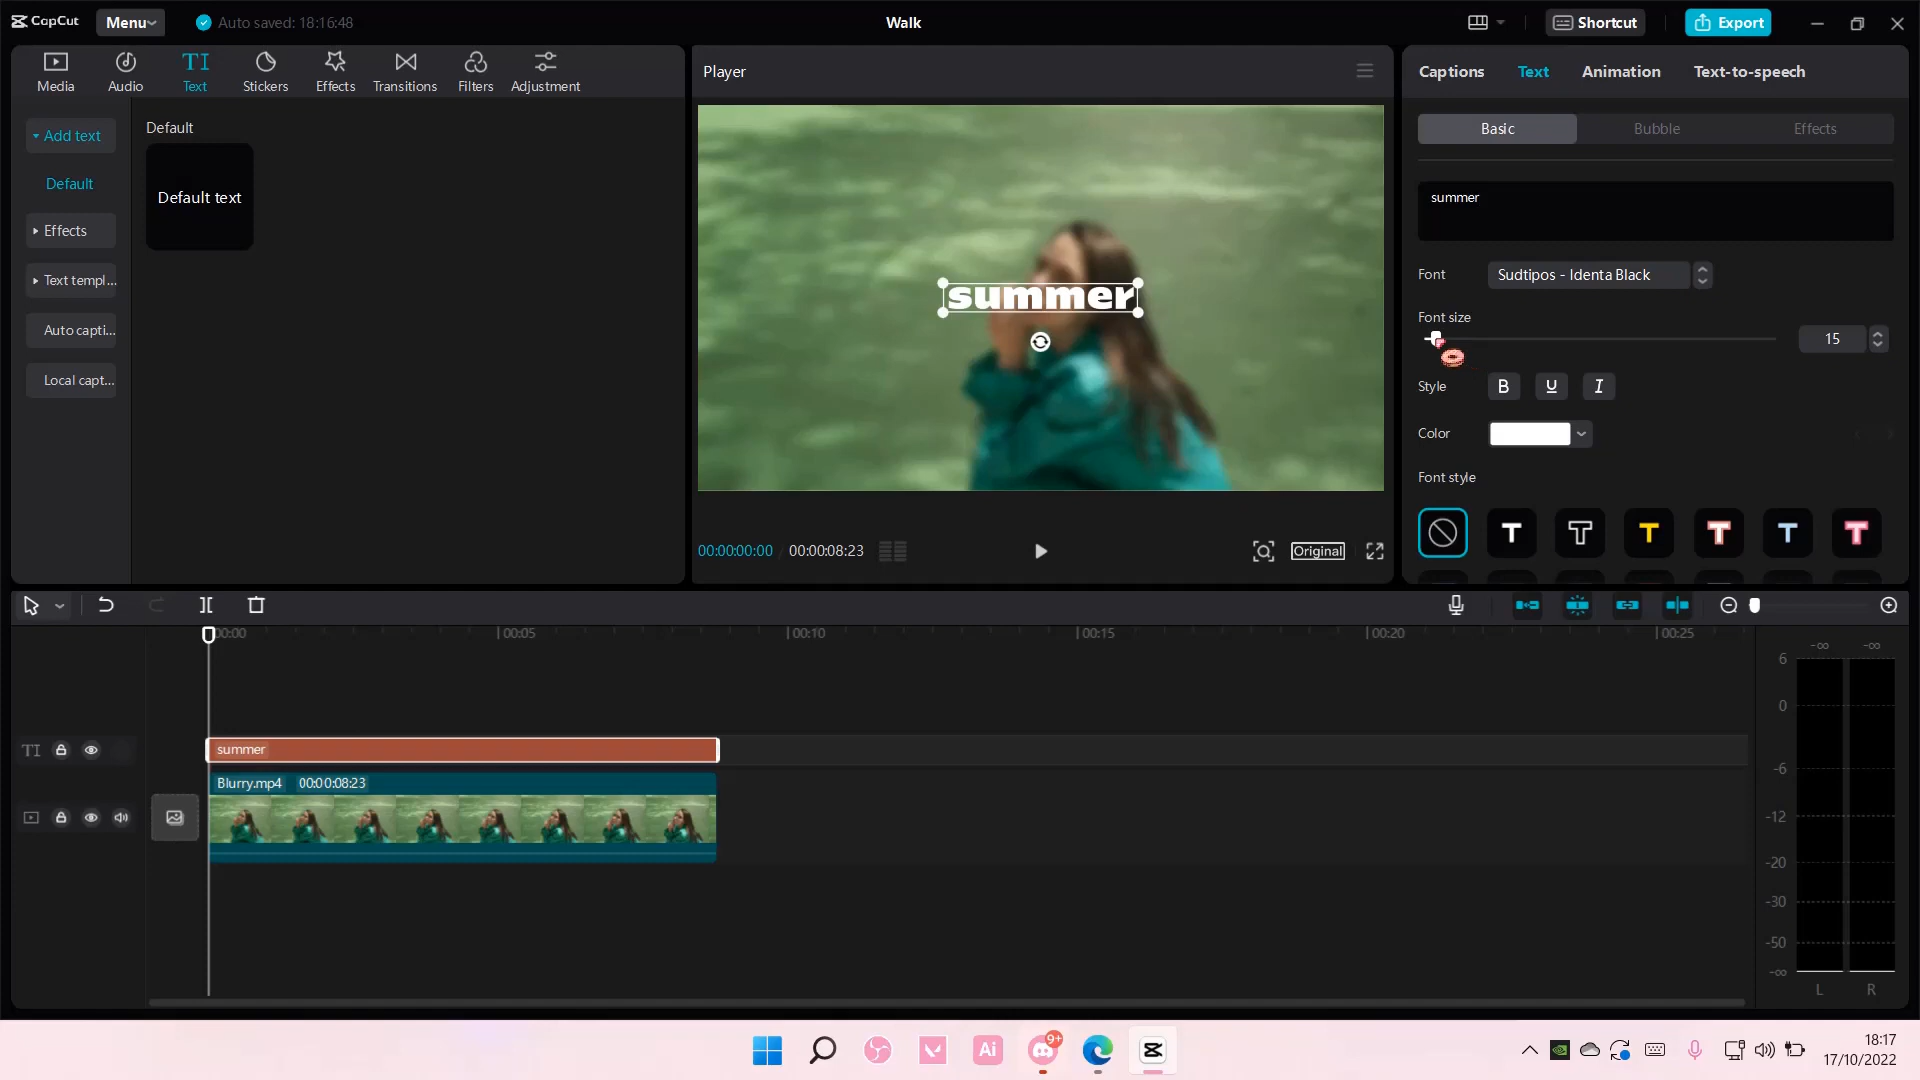 CapCut
Menu
Auto saved: 18:16:48
Walk
Shortcut
Export
Media
Audio
TI
Text
Stickers
Effects
Transitions
Filters
Adjustment
Add text
Default
Effects
Text templ...
Auto capti...
Local capt...
Default
Default text
Player
summer
00:00:00:00
00:00:08:23
Original
Captions
Text
Animation
Text-to-speech
Basic
Bubble
Effects
summer
Font
Sudtipos - Identa Black
Font size
15
Style
B
U
I
Color
Font style
T
T
T
T
T
T
00:00
00:05
00:10
00:15
00:20
00:25
TI
summer
Blurry.mp4
00:00:08:23
-∞
-∞
6
0
-6
-12
-20
-30
-50
-∞
L
R
Ai
9+
18:17
17/10/2022